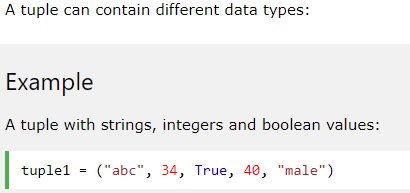 A tuple can contain different data types:
Example
A tuple with strings, integers and boolean values:
tuple1 = ("abc", 34, True, 40, "male")